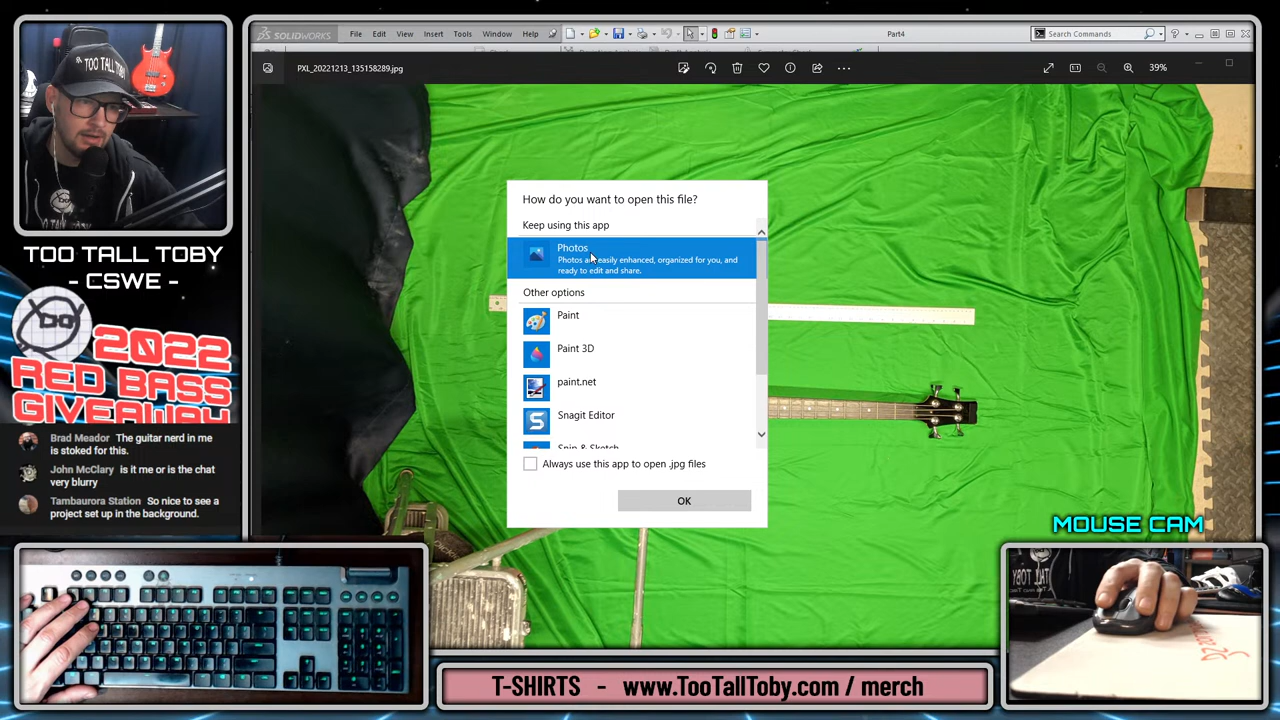 TOO TALL TOBY
SOLIDWORKS
File Edit View Insert Tools Window Help
Part4
Search Commands
PXL_20221213_135158289.jpg
39%
How do you want to open this file?
Keep using this app
Photos
Photos are easily enhanced, organized for you, and
ready to edit and share.
Other options
Paint
Paint 3D
paint.net
Snagit Editor
Snip & Sketch
Always use this app to open .jpg files
OK
TOO TALL TOBY
- CSWE -
2022
RED BASS
GIVEAWAY
Brad Meador The guitar nerd in me
is stoked for this.
John McClary is it me or is the chat
very blurry
Tambaurora Station So nice to see a
project set up in the background.
MOUSE CAM
T-SHIRTS - www.TooTallToby.com / merch